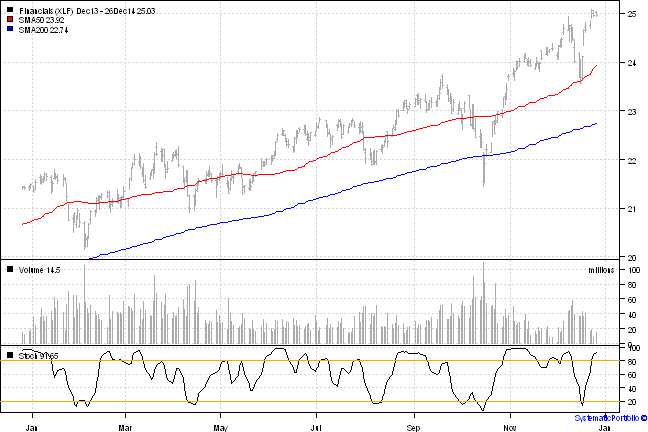 Financials (XLF) Dec13 - 26Dec14 25.03
SMA50 23.92
SMA200 22.74
25
24
23
22
21
20
Volume 14.5
millions
100
80
60
40
20
0
Stoch 91.65
100
80
60
40
20
Jan Mar May Jul Sep Nov Jan
SystematicPortfolio ©